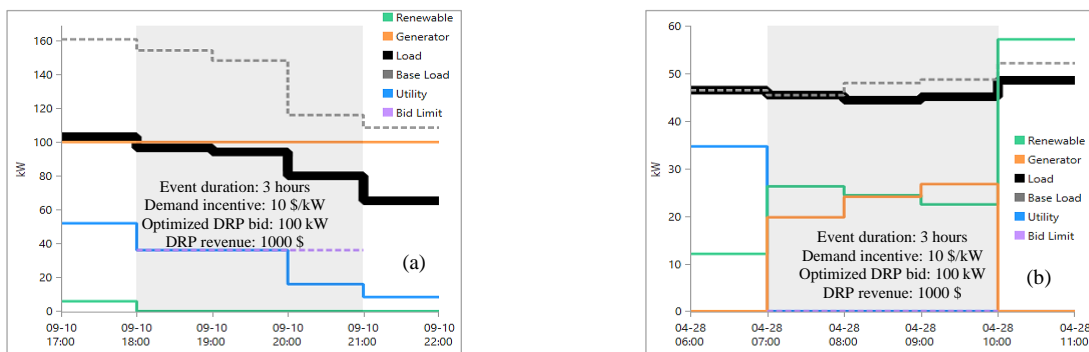 160
140
120
100
80
60
40
20
0
kW
Renewable
Generator
Load
Base Load
Utility
Bid Limit
Event duration: 3 hours
Demand incentive: 10 $/kW
Optimized DRP bid: 100 kW
DRP revenue: 1000 $
(a)
09-10 09-10 09-10 09-10 09-10 09-10
17:00 18:00 19:00 20:00 21:00 22:00
60
50
40
30
20
10
0
kW
Renewable
Generator
Load
Base Load
Utility
Bid Limit
Event duration: 3 hours
Demand incentive: 10 $/kW
Optimized DRP bid: 100 kW
DRP revenue: 1000 $
(b)
04-28 04-28 04-28 04-28 04-28 04-28
06:00 07:00 08:00 09:00 10:00 11:00